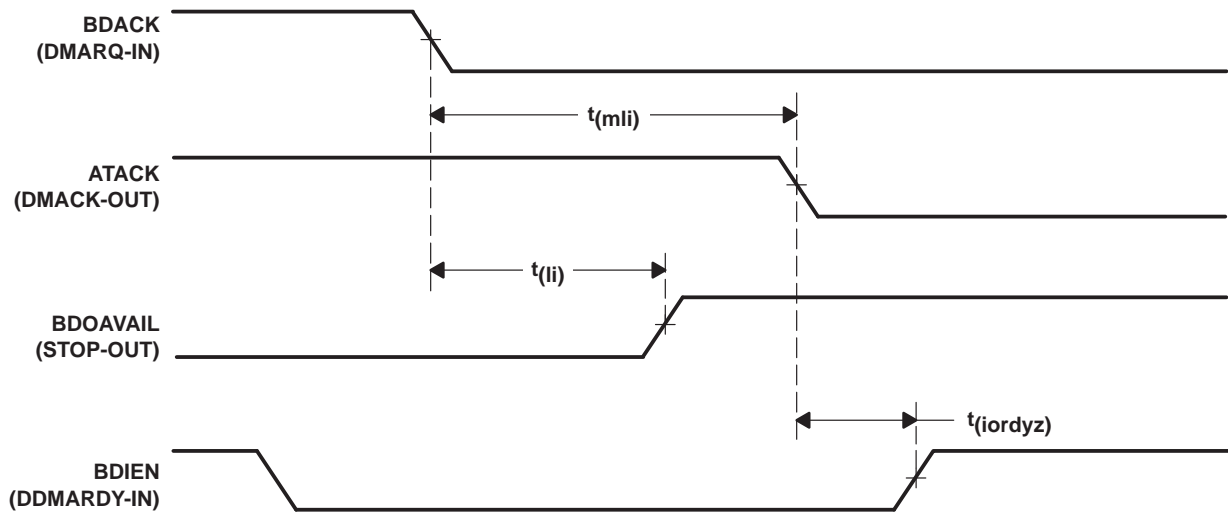 BDACK
(DMARQ-IN)
t(mli)
ATACK
(DMACK-OUT)
t(li)
BDOAVAIL
(STOP-OUT)
t(iordyz)
BDIEN
(DDMARDY-IN)